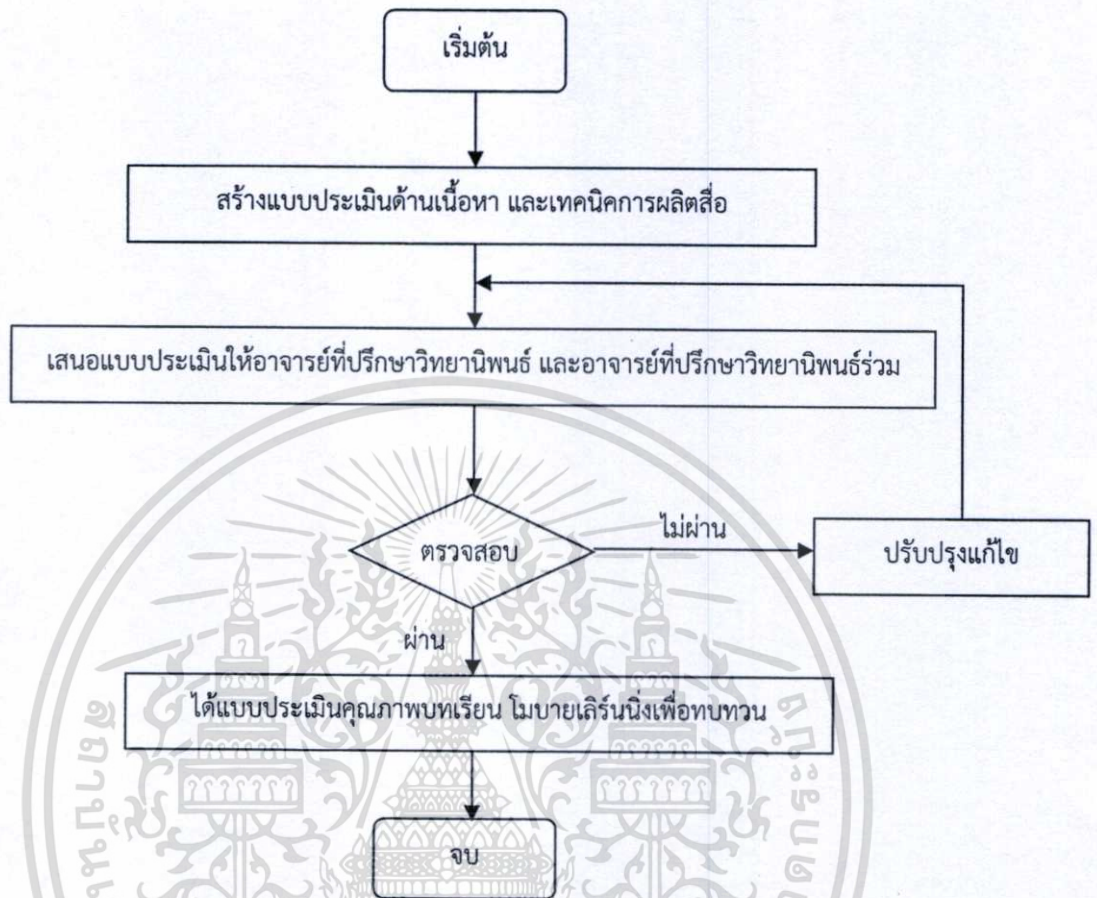 เริ่มต้น
สร้างแบบประเมินด้านเนื้อหา และเทคนิคการผลิตสื่อ
เสนอแบบประเมินให้อาจารย์ที่ปรึกษาวิทยานิพนธ์ และอาจารย์ที่ปรึกษาวิทยานิพนธ์ร่วม
ตรวจสอบ
ไม่ผ่าน
ปรับปรุงแก้ไข
ผ่าน
ได้แบบประเมินคุณภาพบทเรียน โมบายเลิร์นนิ่งเพื่อทบทวน
จบ